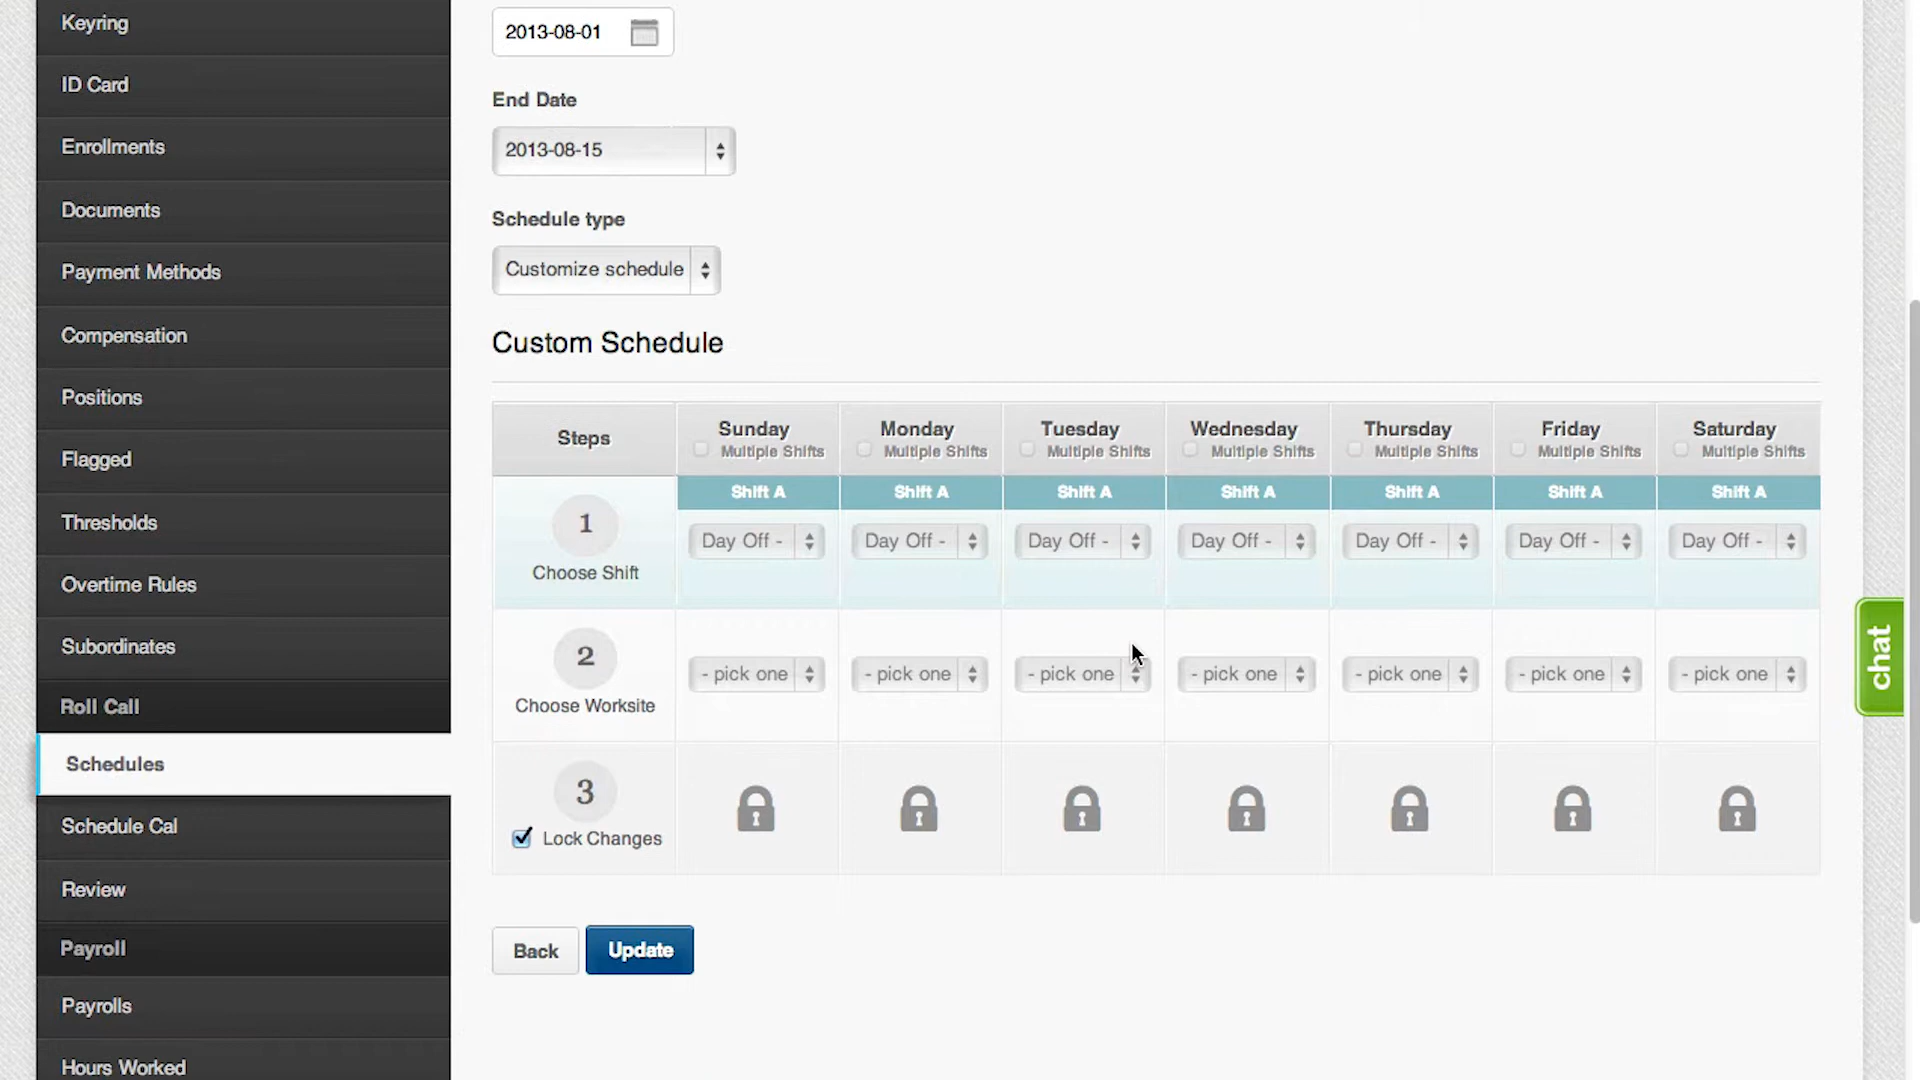 Keyring
ID Card
Enrollments
Documents
Payment Methods
Compensation
Positions
Flagged
Thresholds
Overtime Rules
Subordinates
Roll Call
Schedules
Schedule Cal
Review
Payroll
Payrolls
Hours Worked
2013-08-01
End Date
2013-08-15
Schedule type
Customize schedule
Custom Schedule
Steps Sunday Monday Tuesday Wednesday Thursday Friday Saturday
Multiple Shifts Multiple Shifts Multiple Shifts Multiple Shifts Multiple Shifts Multiple Shifts Multiple Shifts
Shift A Shift A Shift A Shift A Shift A Shift A Shift A
1 Day Off - Day Off - Day Off - Day Off - Day Off - Day Off - Day Off -
Choose Shift
2 - pick one - pick one - pick one - pick one - pick one - pick one - pick one
Choose Worksite
3
Lock Changes
Back Update
chat